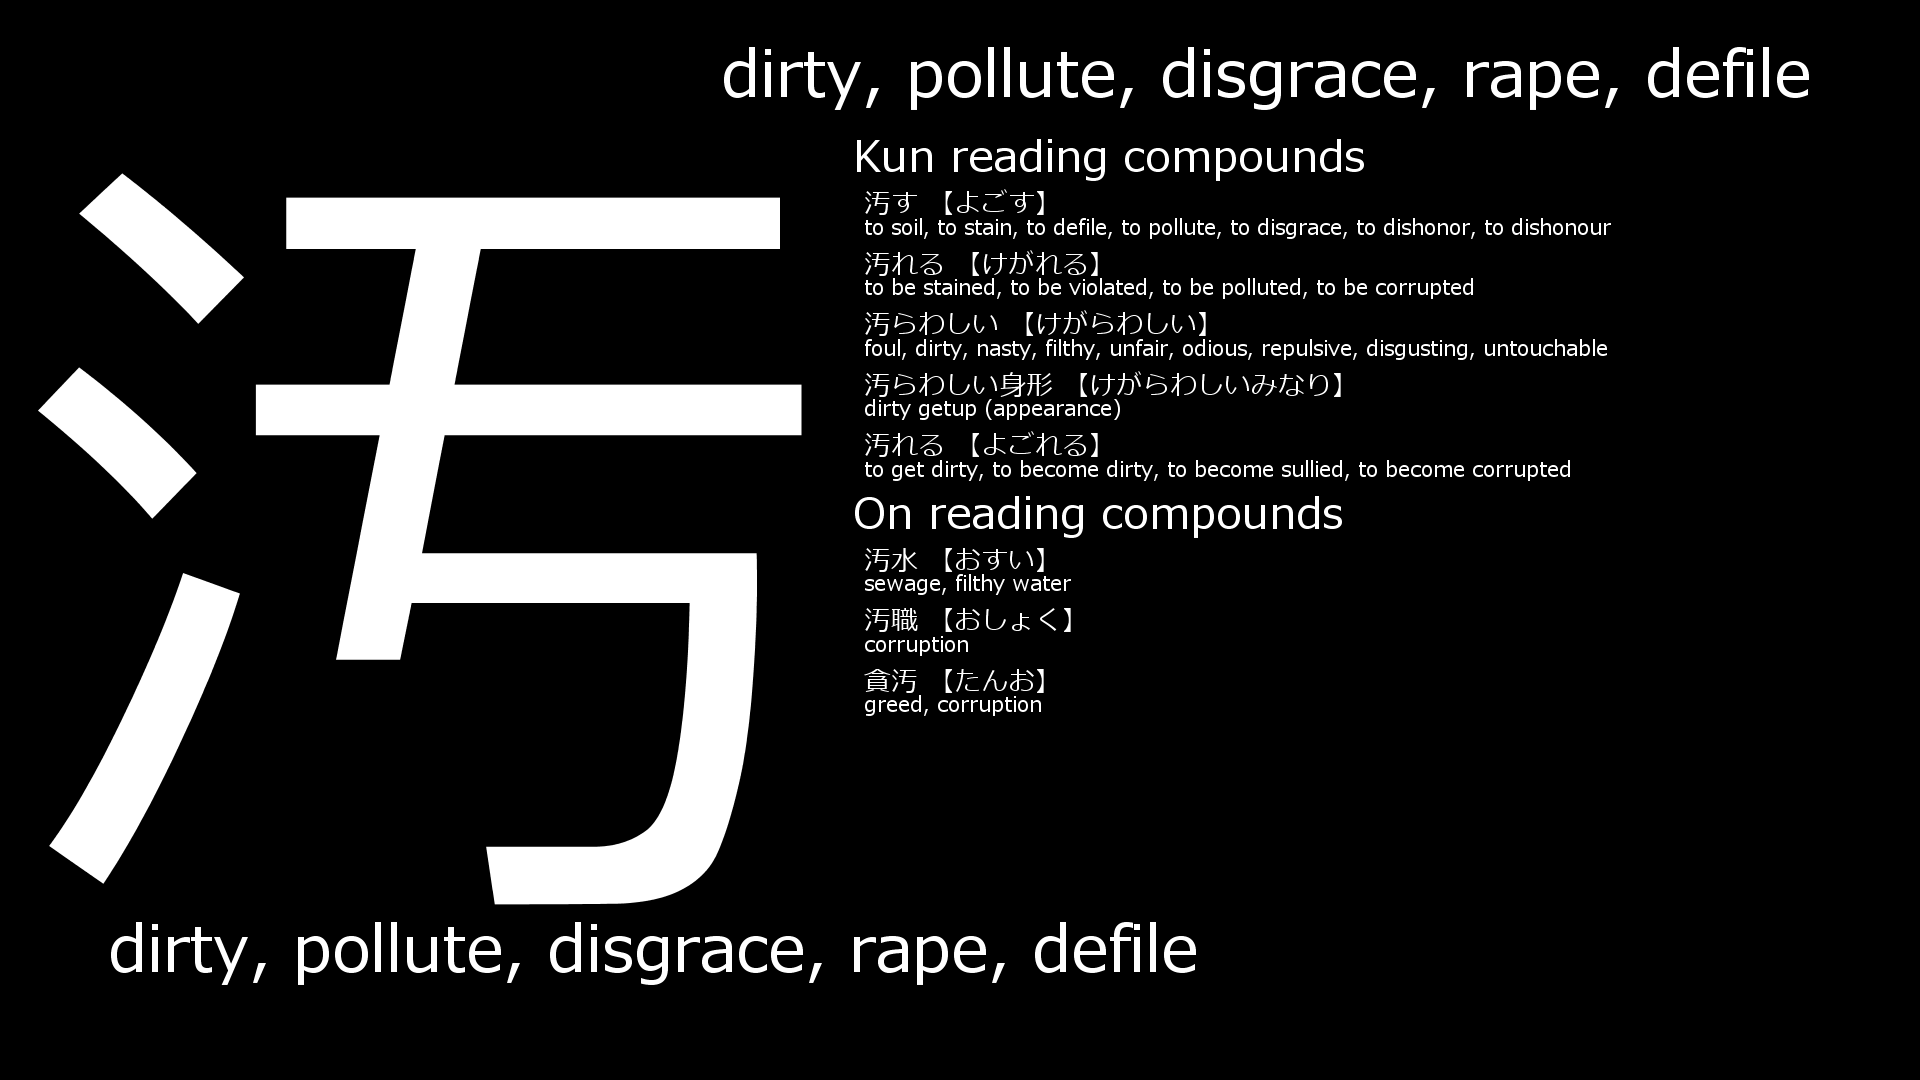 dirty, pollute, disgrace, rape, defile
汚
Kun reading compounds
汚す 【よごす】
to soil, to stain, to defile, to pollute, to disgrace, to dishonor, to dishonour
汚れる 【けがれる】
to be stained, to be violated, to be polluted, to be corrupted
汚らわしい 【けがらわしい】
foul, dirty, nasty, filthy, unfair, odious, repulsive, disgusting, untouchable
汚らわしい身形 【けがらわしいみなり】
dirty getup (appearance)
汚れる 【よごれる】
to get dirty, to become dirty, to become sullied, to become corrupted
On reading compounds
汚水 【おすい】
sewage, filthy water
汚職 【おしょく】
corruption
貪汚 【たんお】
greed, corruption
dirty, pollute, disgrace, rape, defile